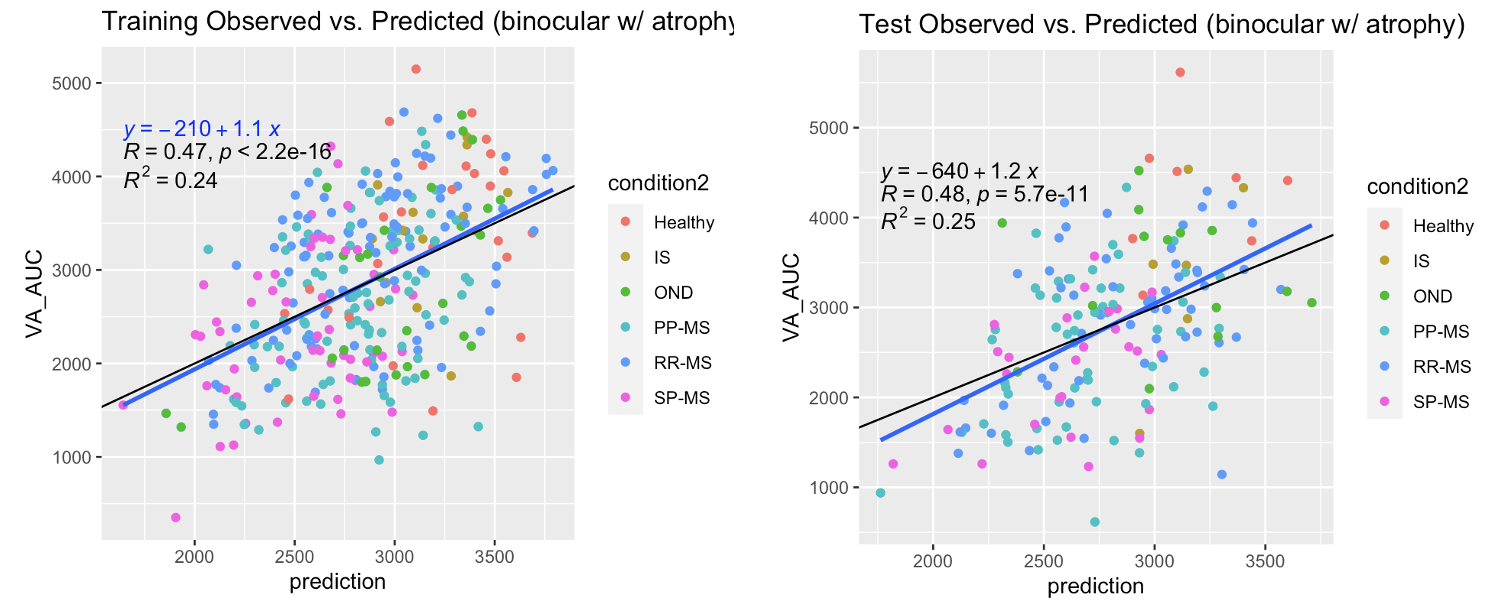 Training Observed vs. Predicted (binocular w/ atrophy
y = −210 + 1.1 x
R = 0.47, p < 2.2e-16
R² = 0.24
VA_AUC
5000
4000
3000
2000
1000
2000 2500 3000 3500
prediction
condition2
Healthy
IS
OND
PP-MS
RR-MS
SP-MS
Test Observed vs. Predicted (binocular w/ atrophy)
y = −640 + 1.2 x
R = 0.48, p = 5.7e-11
R² = 0.25
VA_AUC
5000
4000
3000
2000
1000
2000 2500 3000 3500
prediction
condition2
Healthy
IS
OND
PP-MS
RR-MS
SP-MS